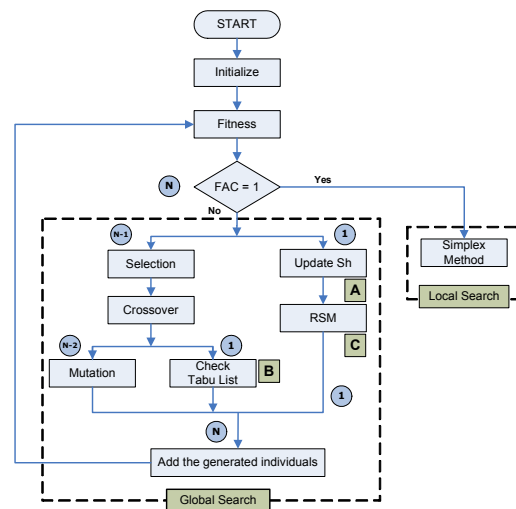 START
Initialize
Fitness
N
FAC = 1
Yes
No
N-1
1
Selection
Update Sh
A
Simplex
Method
Local Search
Crossover
RSM
C
N-2
1
Mutation
Check
Tabu List
B
1
N
Add the generated individuals
Global Search